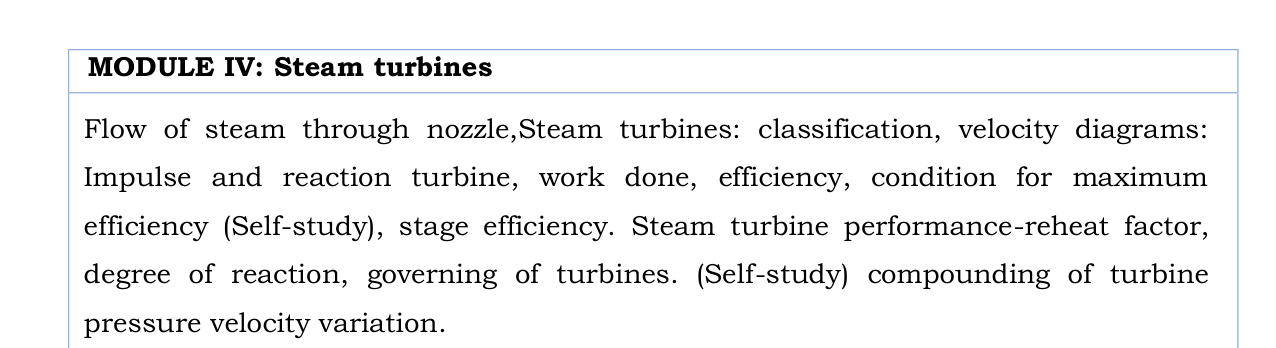 MODULE IV: Steam turbines
Flow of steam through nozzle,Steam turbines: classification, velocity diagrams:
Impulse and reaction turbine, work done, efficiency, condition for maximum
efficiency (Self-study), stage efficiency. Steam turbine performance-reheat factor,
degree of reaction, governing of turbines. (Self-study) compounding of turbine
pressure velocity variation.